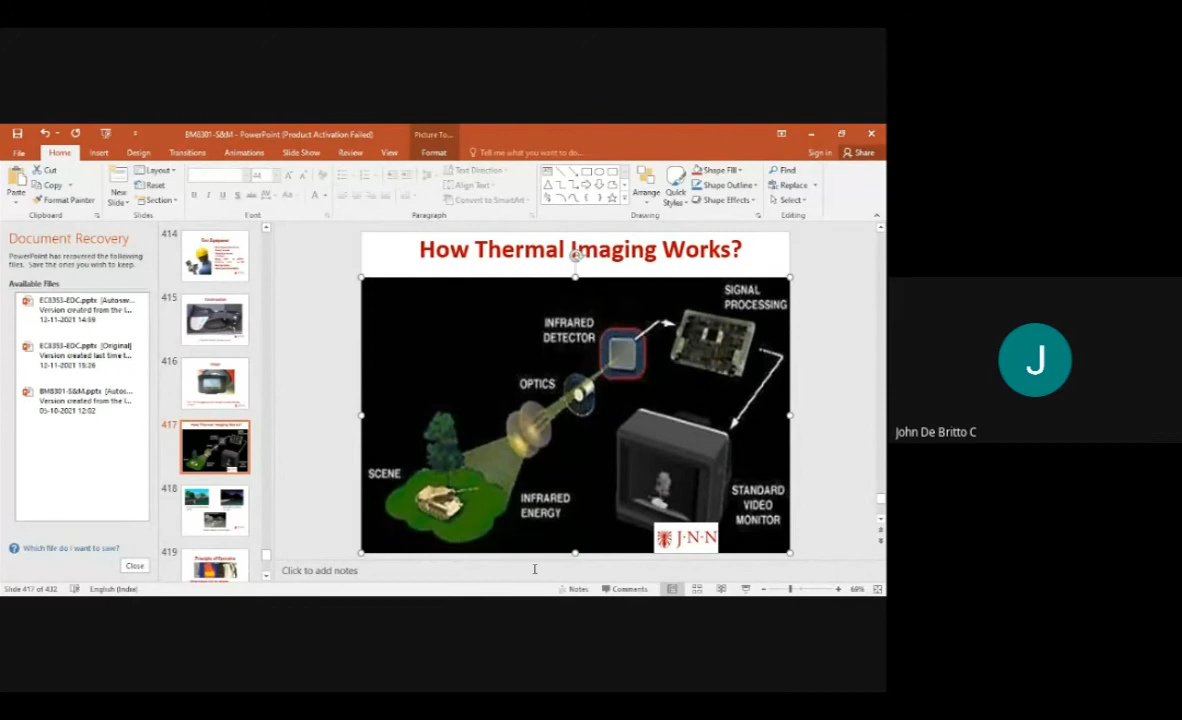 BM8301-S&M - PowerPoint (Product Activation Failed)
Picture To...
File
Home
Insert
Design
Transitions
Animations
Slide Show
Review
View
Format
Tell me what you want to do...
Sign in
Share
Paste
Cut
Copy
Format Painter
Clipboard
New
Slide
Layout
Reset
Section
Slides
44
Font
Text Direction
Align Text
Convert to SmartArt
Paragraph
Arrange
Quick
Styles
Shape Fill
Shape Outline
Shape Effects
Drawing
Find
Replace
Select
Editing
Document Recovery
PowerPoint has recovered the following
files. Save the ones you wish to keep.
Available Files
EC8353-EDC.pptx [Autosav...
Version created from the l...
12-11-2021 14:59
EC8353-EDC.pptx [Original]
Version created last time t...
12-11-2021 15:26
BM8301-S&M.pptx [Autos...
Version created from the l...
05-10-2021 12:02
Which file do I want to save?
Close
414
415
416
417
418
419
How Thermal Imaging Works?
SIGNAL
PROCESSING
INFRARED
DETECTOR
OPTICS
SCENE
INFRARED
ENERGY
STANDARD
VIDEO
MONITOR
J·N·N
Click to add notes
Slide 417 of 432
English (India)
Notes
Comments
68%
J
John De Britto C